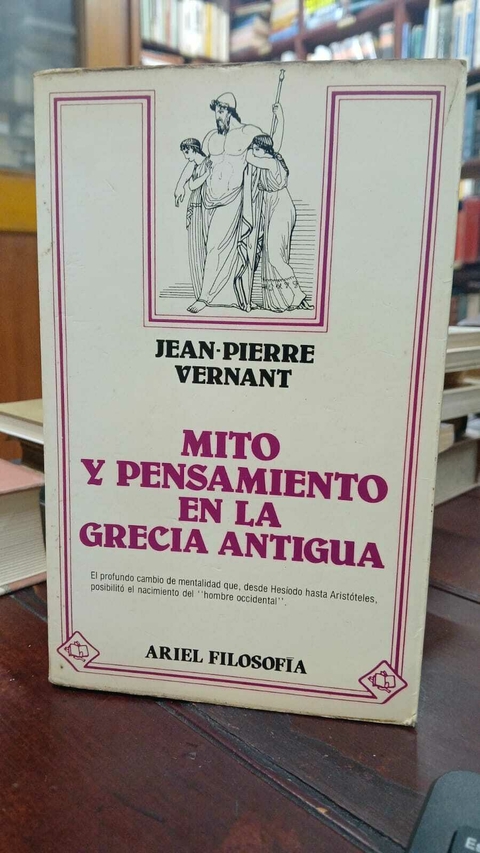 JEAN-PIERRE
VERNANT
MITO
Y PENSAMIENTO
EN LA
GRECIA ANTIGUA
El profundo cambio de mentalidad que, desde Hesíodo hasta Aristóteles,
posibilitó el nacimiento del ''hombre occidental''.
ARIEL FILOSOFÍA